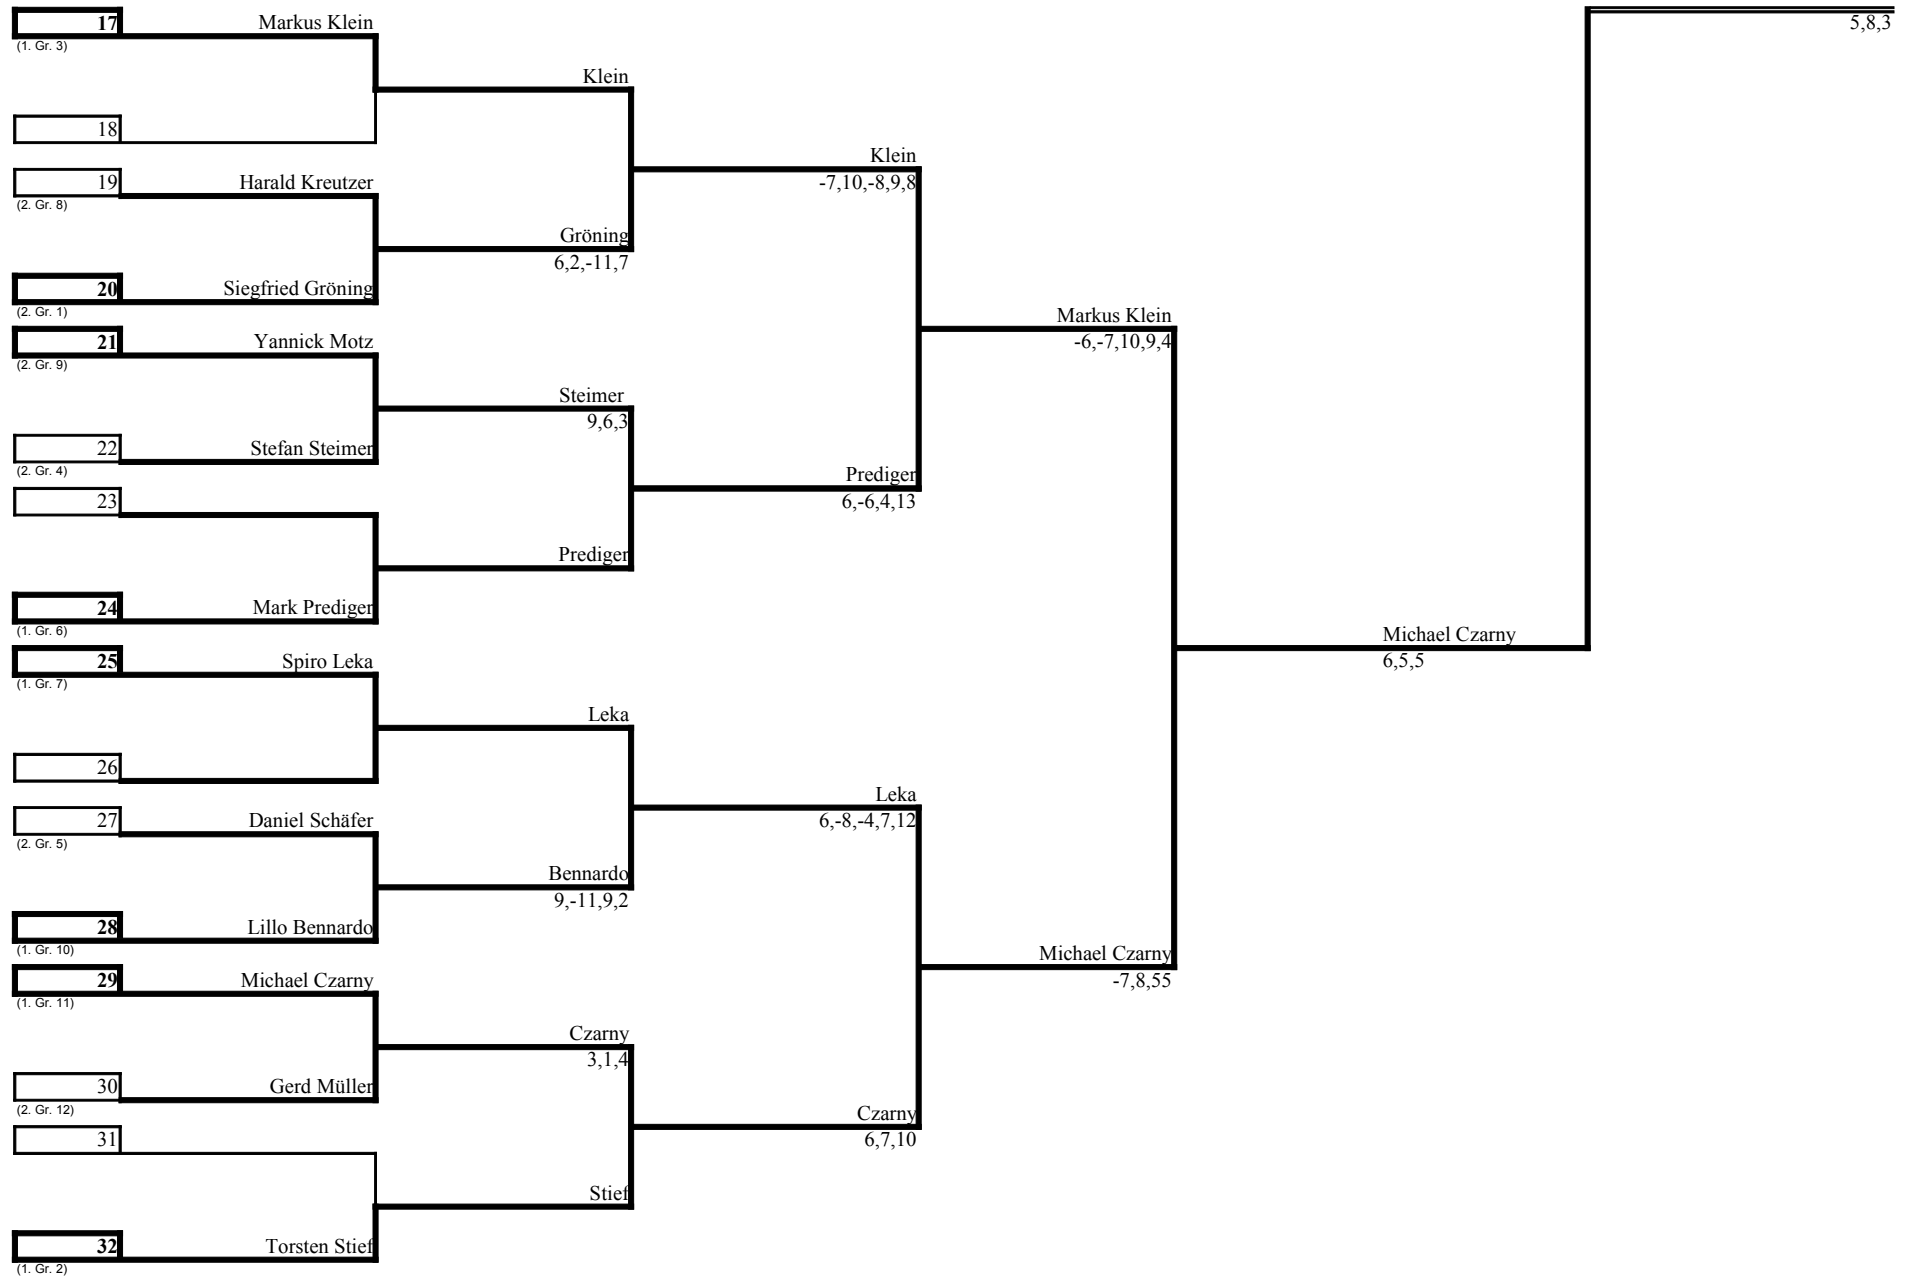 17 Markus Klein 5,8,3
(1. Gr. 3)
Klein
18
Klein
19 Harald Kreutzer -7,10,-8,9,8
(2. Gr. 8)
Gröning
6,2,-11,7
20 Siegfried Gröning
(2. Gr. 1)
Markus Klein
21 Yannick Motz -6,-7,10,9,4
(2. Gr. 9)
Steimer
9,6,3
22 Stefan Steimer
(2. Gr. 4)
Prediger
23 6,-6,4,13
Prediger
24 Mark Prediger
(1. Gr. 6)
Michael Czarny
25 Spiro Leka 6,5,5
(1. Gr. 7)
Leka
26
Leka
27 Daniel Schäfer 6,-8,-4,7,12
(2. Gr. 5)
Bennardo
9,-11,9,2
28 Lillo Bennardo
(1. Gr. 10)
Michael Czarny
29 Michael Czarny -7,8,55
(1. Gr. 11)
Czarny
3,1,4
30 Gerd Müller
(2. Gr. 12)
Czarny
31 6,7,10
Stief
32 Torsten Stief
(1. Gr. 2)